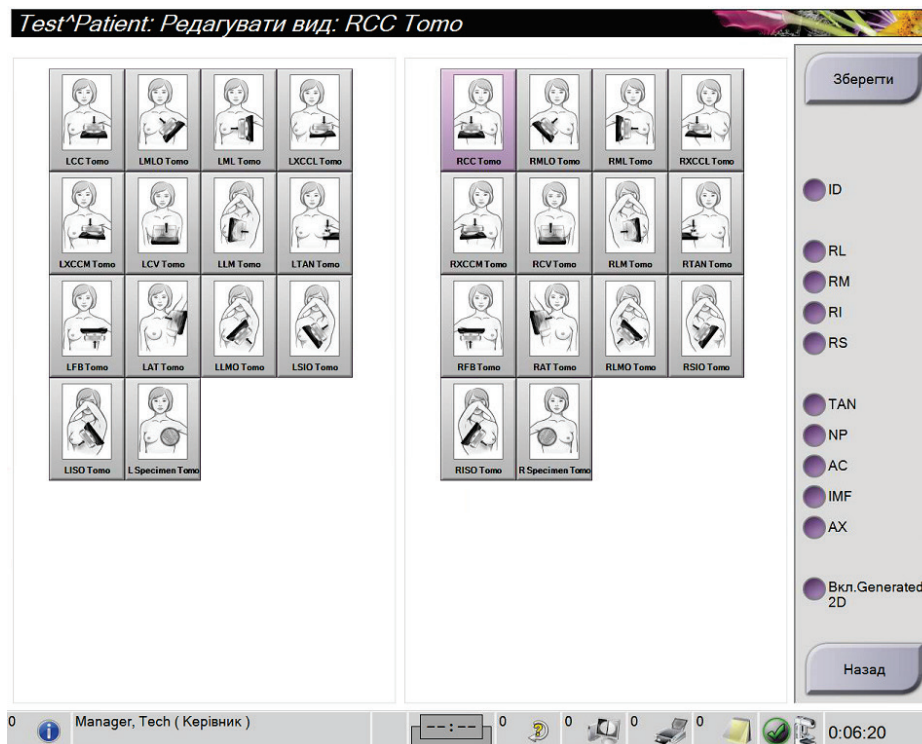 Test^Patient: Редагувати вид: RCC Tomo
LCC Tomo
LMLO Tomo
LML Tomo
LXCCL Tomo
LXCCM Tomo
LCV Tomo
LLM Tomo
LTAN Tomo
LFB Tomo
LAT Tomo
LLMO Tomo
LSIO Tomo
LISO Tomo
L Specimen Tomo
RCC Tomo
RMLO Tomo
RML Tomo
RXCCL Tomo
RXCCM Tomo
RCV Tomo
RLM Tomo
RTAN Tomo
RFB Tomo
RAT Tomo
RLMO Tomo
RSIO Tomo
RISO Tomo
R Specimen Tomo
Зберегти
ID
RL
RM
RI
RS
TAN
NP
AC
IMF
AX
Вкл.Generated
2D
Назад
0
Manager, Tech ( Керівник )
--:--
0
0
0
0
0:06:20